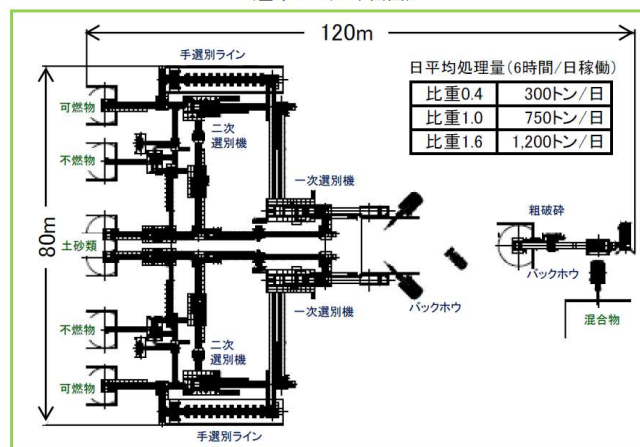 120m
手選別ライン
日平均処理量(6時間/日稼働)
比重0.4 300トン/日
比重1.0 750トン/日
比重1.6 1,200トン/日
可燃物
二次
選別機
不燃物
一次選別機
粗破砕
80m
土砂類
バックホウ
バックホウ
一次選別機
混合物
不燃物
二次
選別機
可燃物
手選別ライン